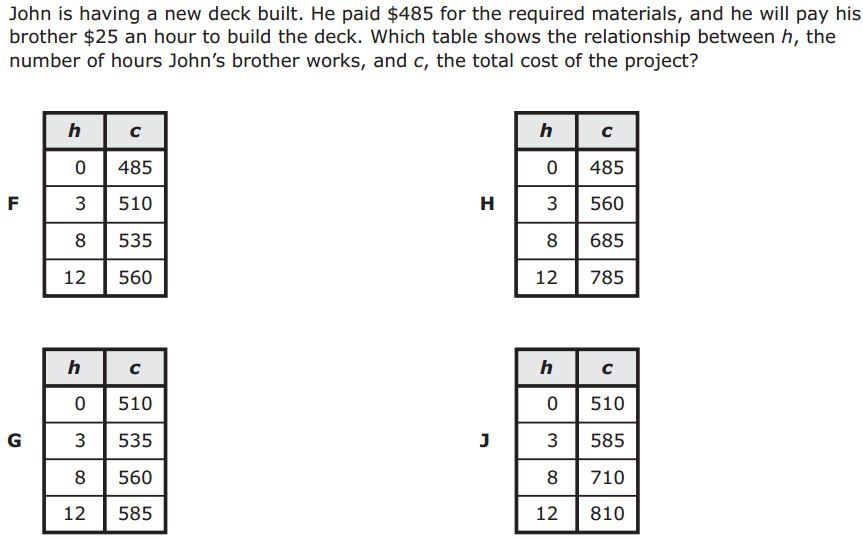 John is having a new deck built. He paid $485 for the required materials, and he will pay his
brother $25 an hour to build the deck. Which table shows the relationship between h, the
number of hours John’s brother works, and c, the total cost of the project?
F
h c
0 485
3 510
8 535
12 560
H
h c
0 485
3 560
8 685
12 785
G
h c
0 510
3 535
8 560
12 585
J
h c
0 510
3 585
8 710
12 810